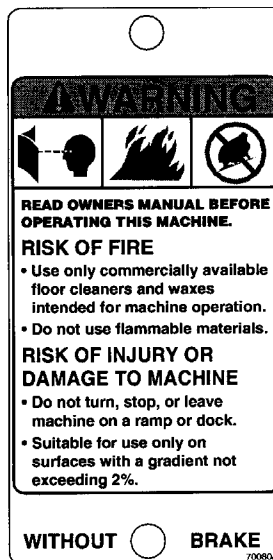 WARNING
READ OWNERS MANUAL BEFORE
OPERATING THIS MACHINE.
RISK OF FIRE
• Use only commercially available
floor cleaners and waxes
intended for machine operation.
• Do not use flammable materials.
RISK OF INJURY OR
DAMAGE TO MACHINE
• Do not turn, stop, or leave
machine on a ramp or dock.
• Suitable for use only on
surfaces with a gradient not
exceeding 2%.
WITHOUT BRAKE